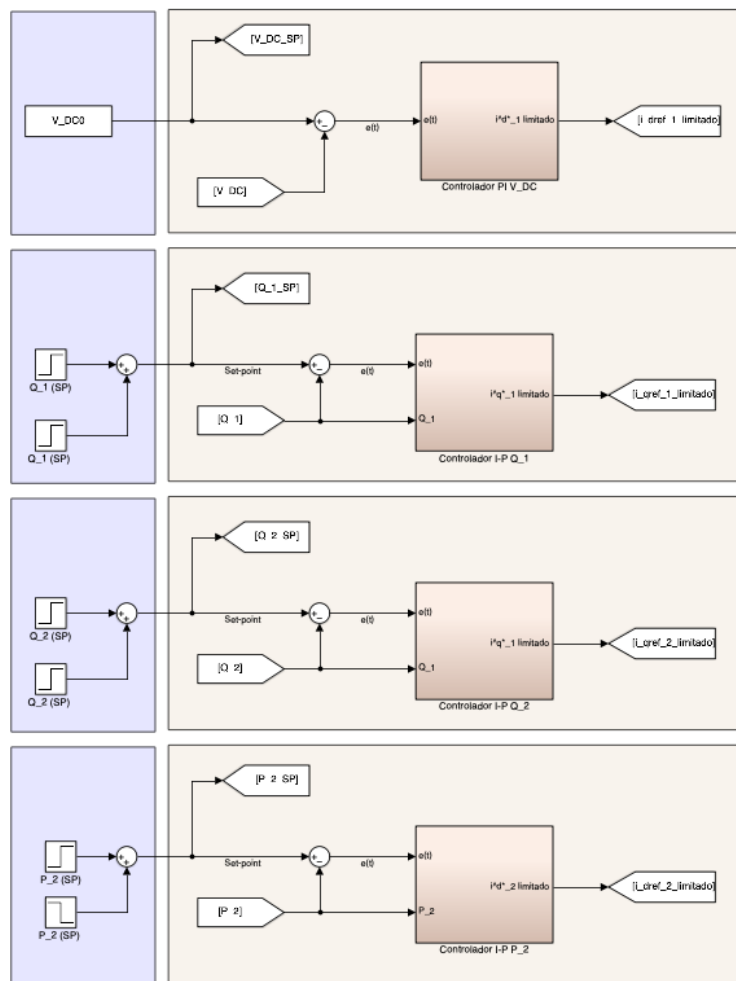 [V_DC_SP]
V_DC0
e(t)
e(t)
i*d*_1 limitado
[i_dref_1_limitado]
[V_DC]
Controlador PI V_DC
[Q_1_SP]
Q_1 (SP)
Set-point
e(t)
e(t)
i*q*_1 limitado
[i_qref_1_limitado]
[Q_1]
Q_1
Q_1 (SP)
Controlador I-P Q_1
[Q_2_SP]
Q_2 (SP)
Set-point
e(t)
e(t)
i*q*_1 limitado
[i_qref_2_limitado]
[Q_2]
Q_1
Q_2 (SP)
Controlador I-P Q_2
[P_2_SP]
P_2 (SP)
Set-point
e(t)
e(t)
i*d*_2 limitado
[i_dref_2_limitado]
[P_2]
P_2
P_2 (SP)
Controlador I-P P_2